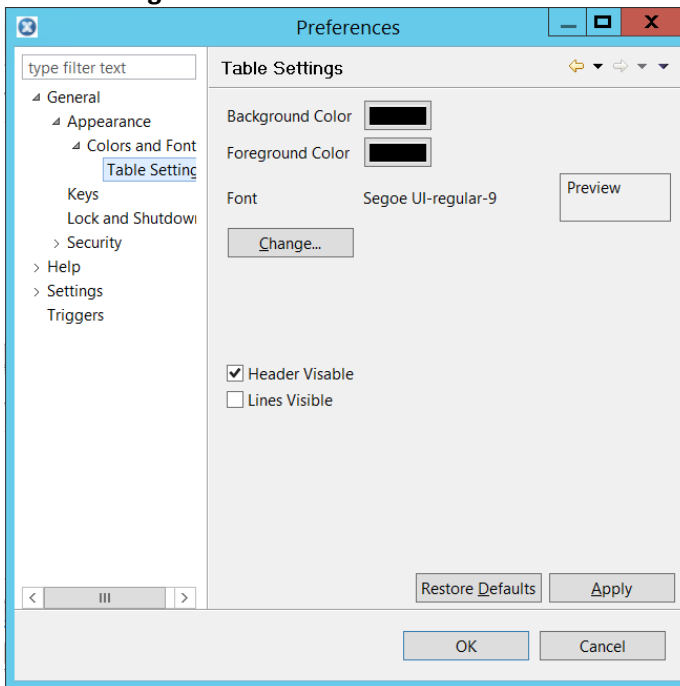 Preferences
type filter text
Table Settings
General
Appearance
Colors and Font
Table Setting
Keys
Lock and Shutdown
Security
Help
Settings
Triggers
Background Color
Foreground Color
Font Segoe UI-regular-9 Preview
Change...
Header Visable
Lines Visible
Restore Defaults Apply
OK Cancel